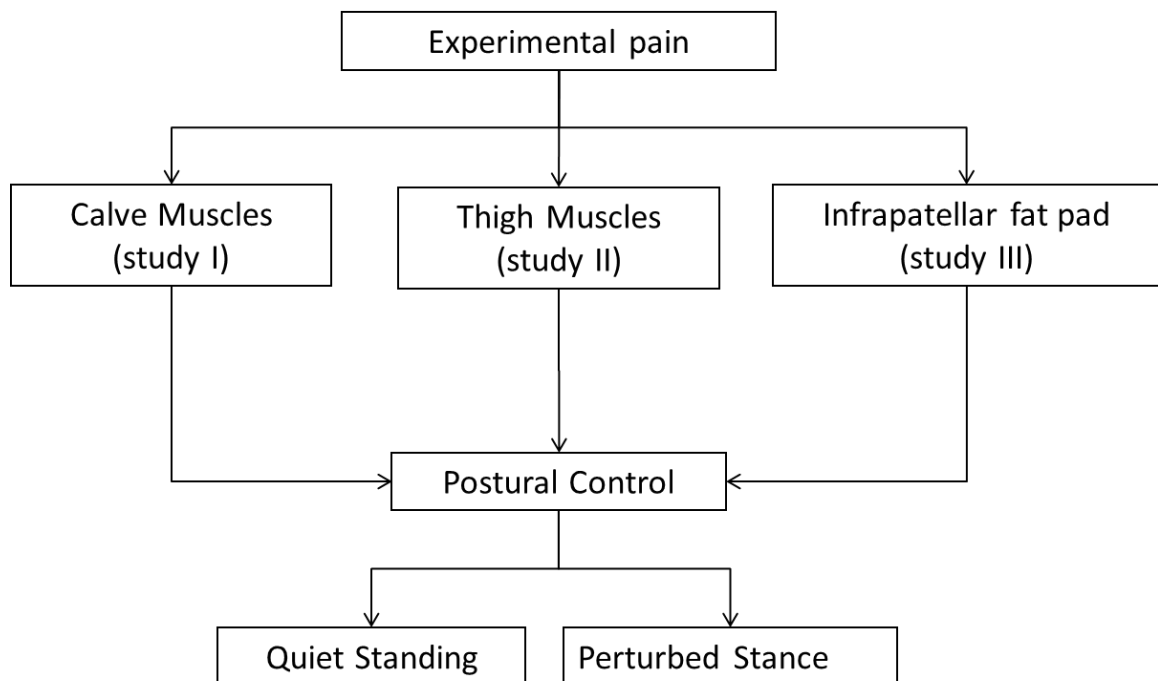 Experimental pain
Calve Muscles
(study I)
Thigh Muscles
(study II)
Infrapatellar fat pad
(study III)
Postural Control
Quiet Standing
Perturbed Stance